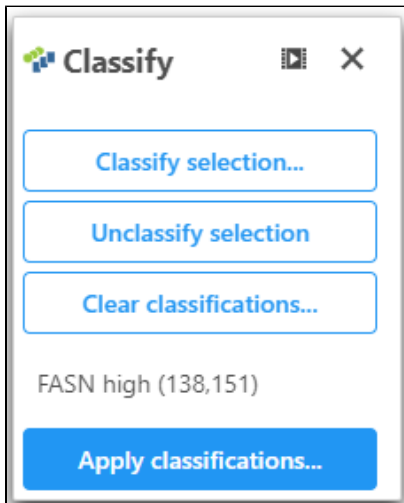 Classify
Classify selection...
Unclassify selection
Clear classifications...
FASN high (138,151)
Apply classifications...